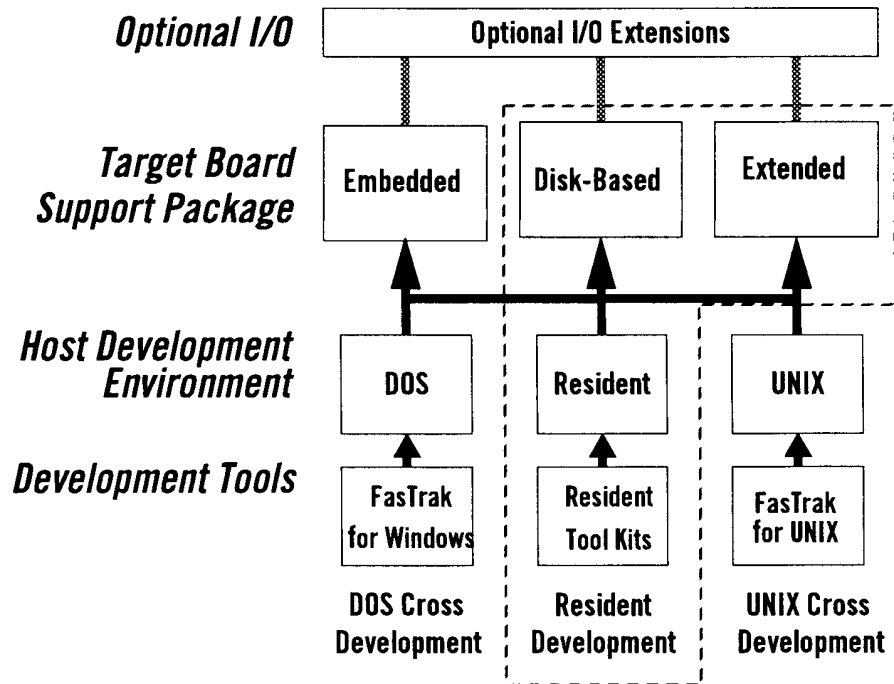 Optional I/O
Optional I/O Extensions
Target Board
Support Package
Embedded
Disk-Based
Extended
Host Development
Environment
DOS
Resident
UNIX
Development Tools
FasTrak
for Windows
Resident
Tool Kits
FasTrak
for UNIX
DOS Cross
Development
Resident
Development
UNIX Cross
Development